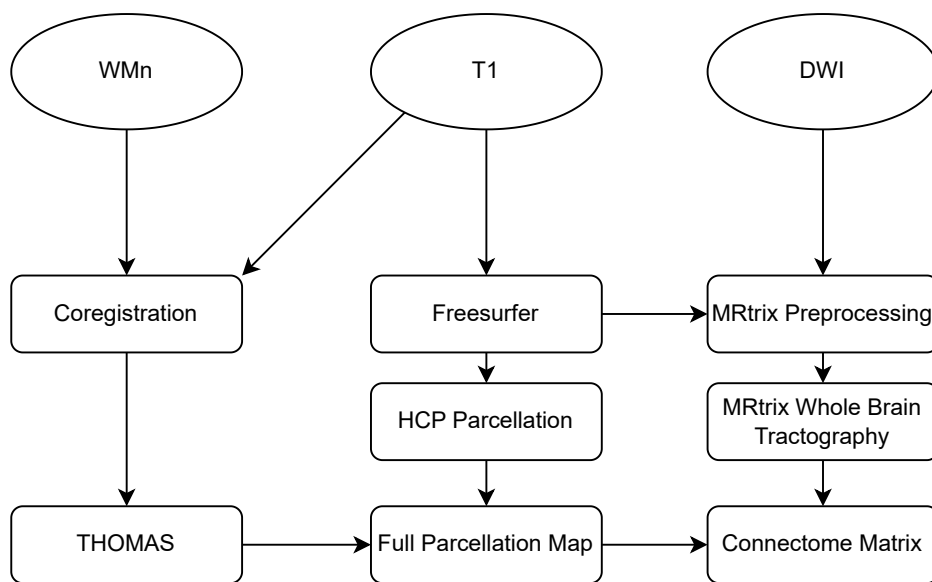 WMn
T1
DWI
Coregistration
Freesurfer
MRtrix Preprocessing
HCP Parcellation
MRtrix Whole Brain
Tractography
THOMAS
Full Parcellation Map
Connectome Matrix